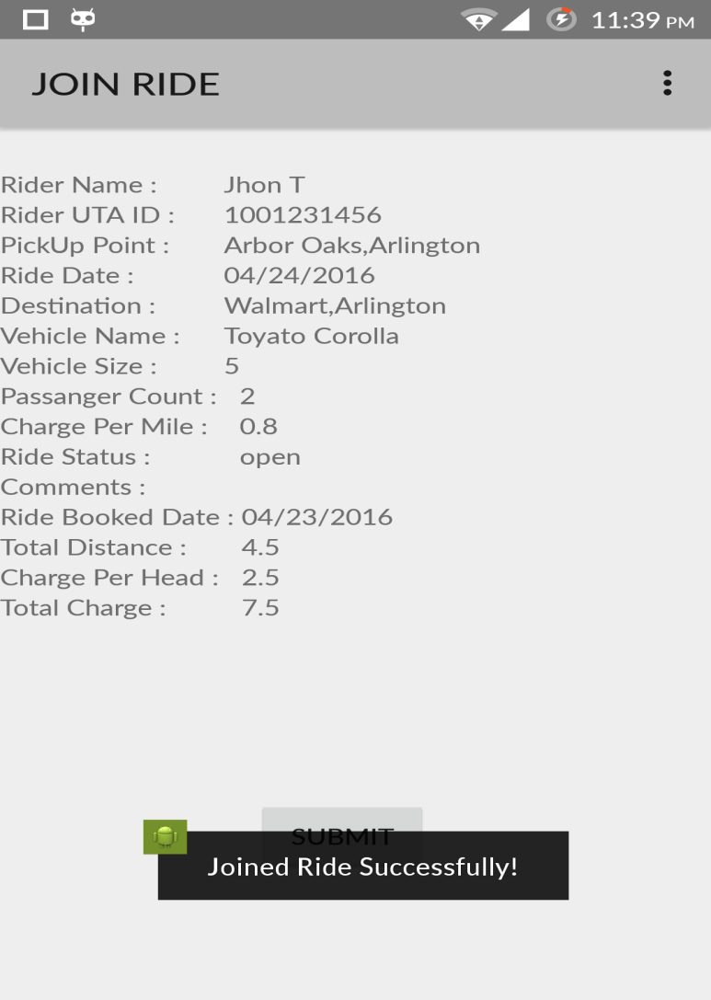 11:39 PM
JOIN RIDE
Rider Name : Jhon T
Rider UTA ID : 1001231456
PickUp Point : Arbor Oaks,Arlington
Ride Date : 04/24/2016
Destination : Walmart,Arlington
Vehicle Name : Toyato Corolla
Vehicle Size : 5
Passanger Count : 2
Charge Per Mile : 0.8
Ride Status : open
Comments :
Ride Booked Date : 04/23/2016
Total Distance : 4.5
Charge Per Head : 2.5
Total Charge : 7.5
SUBMIT
Joined Ride Successfully!